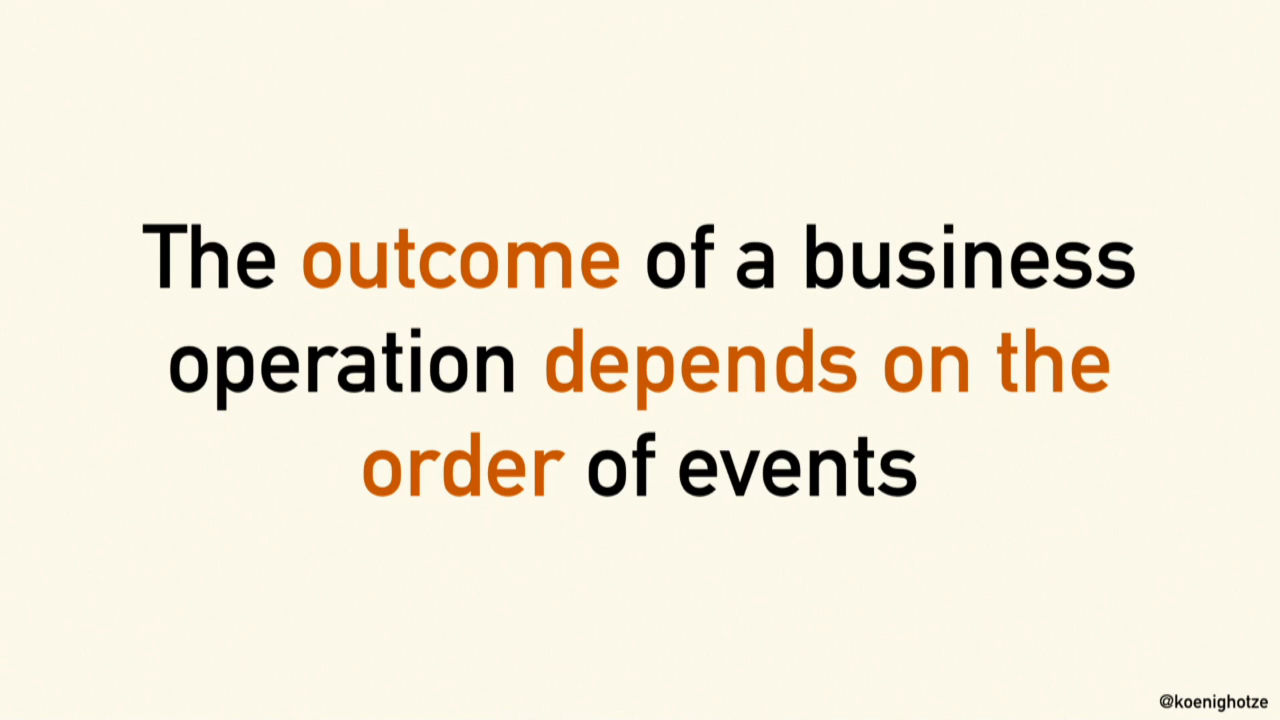 The outcome of a business
operation depends on the
order of events
@koenighotze